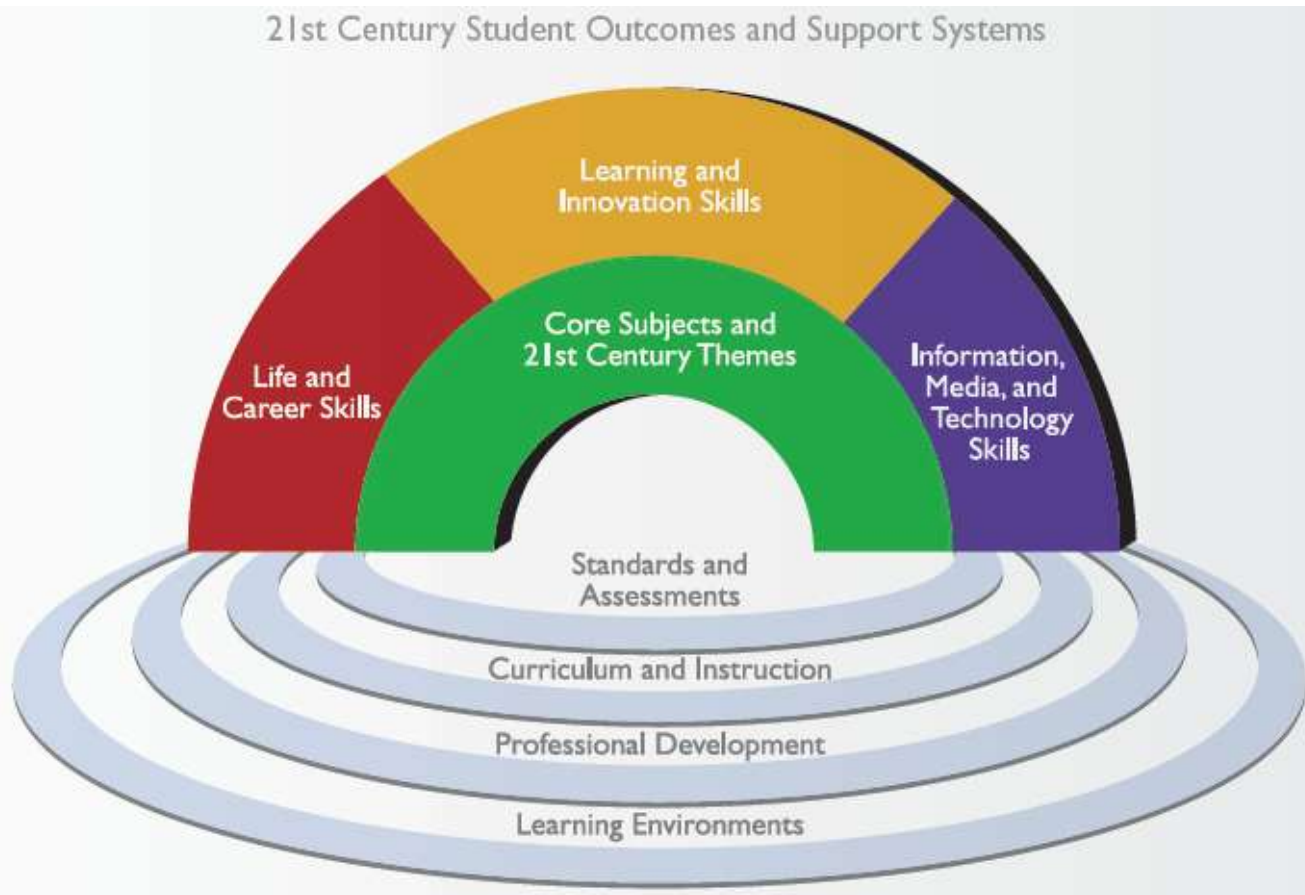 21st Century Student Outcomes and Support Systems
Learning and
Innovation Skills
Core Subjects and
21st Century Themes
Life and
Career Skills
Information,
Media, and
Technology
Skills
Standards and
Assessments
Curriculum and Instruction
Professional Development
Learning Environments